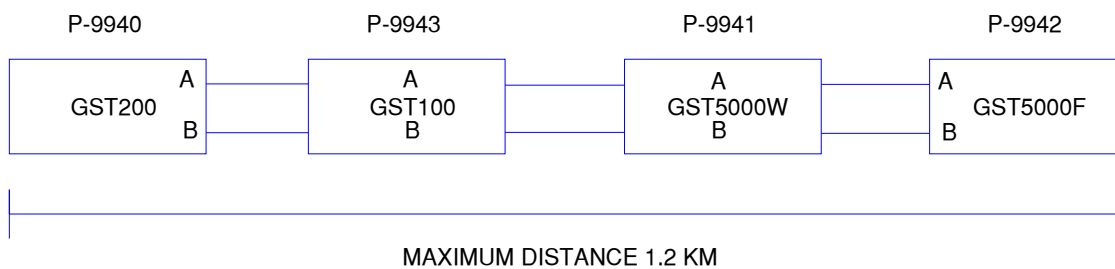 P-9940 P-9943 P-9941 P-9942
A A A A
GST200 GST100 GST5000W GST5000F
B B B B
MAXIMUM DISTANCE 1.2 KM